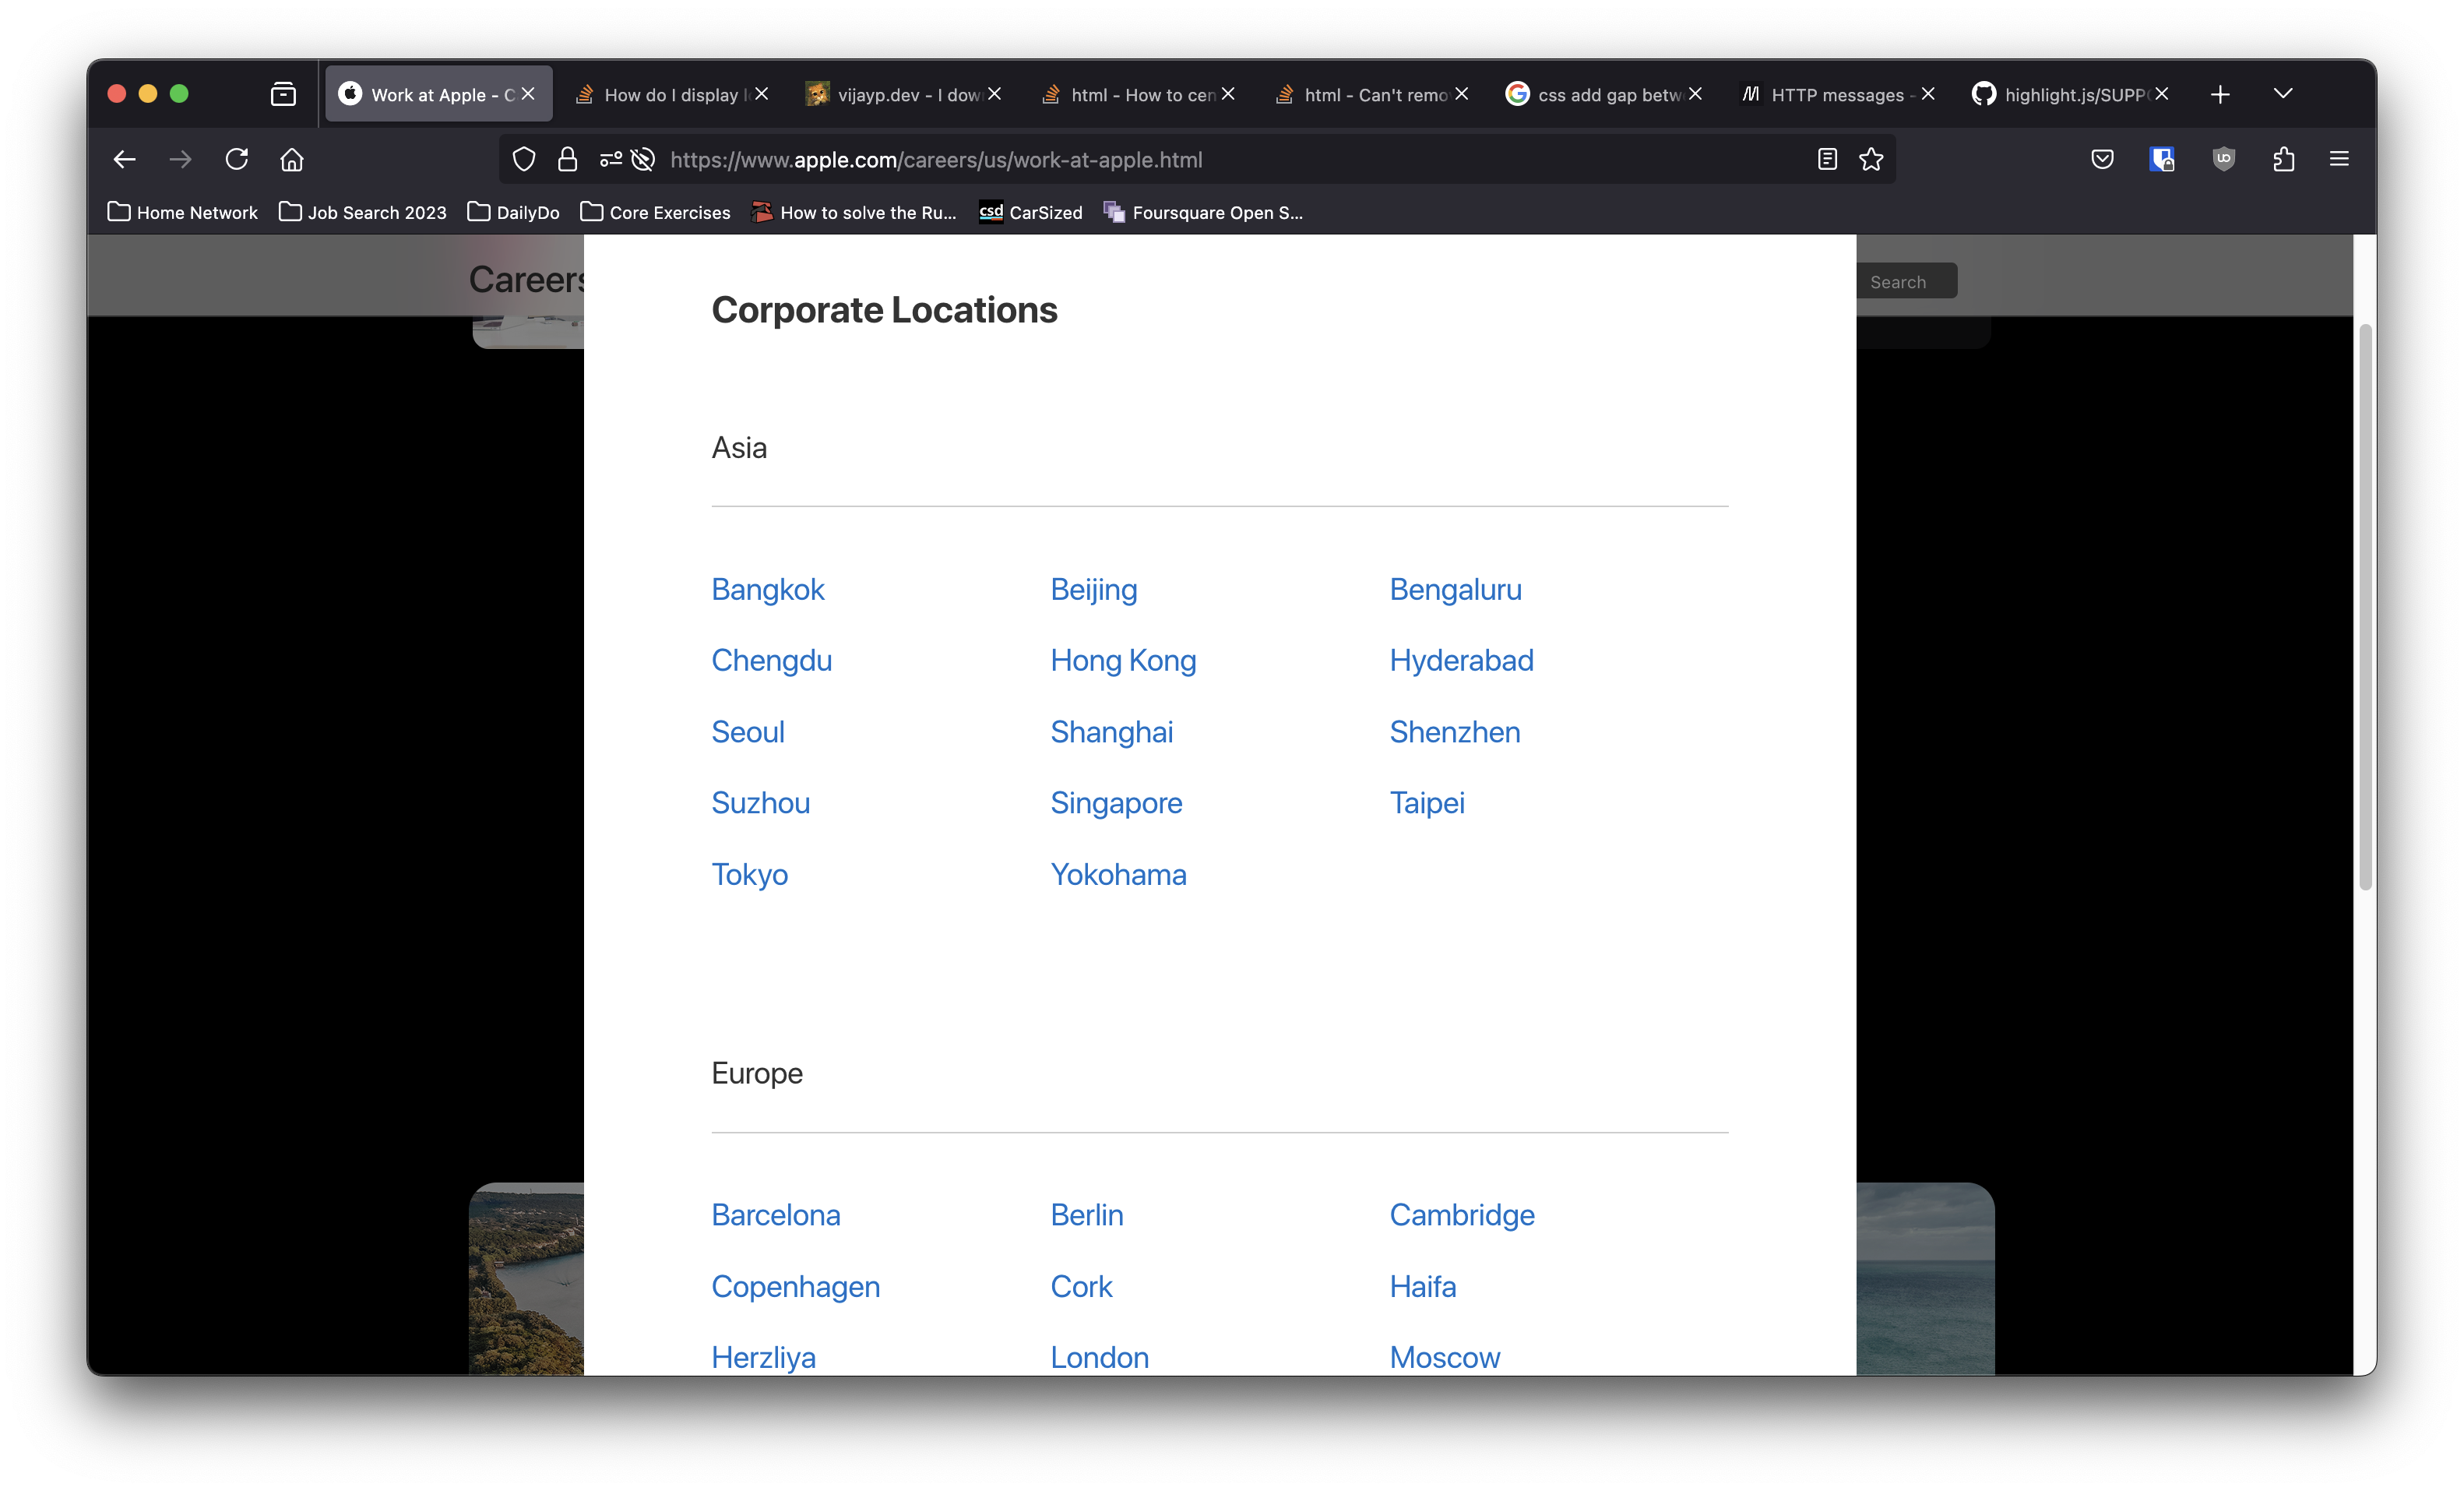 Work at Apple - C
How do I display l
vijayp.dev - I dow
html - How to cen
html - Can't remo
css add gap betw
HTTP messages -
highlight.js/SUPP
https://www.apple.com/careers/us/work-at-apple.html
Home Network
Job Search 2023
DailyDo
Core Exercises
How to solve the Ru...
csd
CarSized
Foursquare Open S...
Careers
Search
Corporate Locations
Asia
Bangkok Beijing Bengaluru
Chengdu Hong Kong Hyderabad
Seoul Shanghai Shenzhen
Suzhou Singapore Taipei
Tokyo Yokohama
Europe
Barcelona Berlin Cambridge
Copenhagen Cork Haifa
Herzliya London Moscow